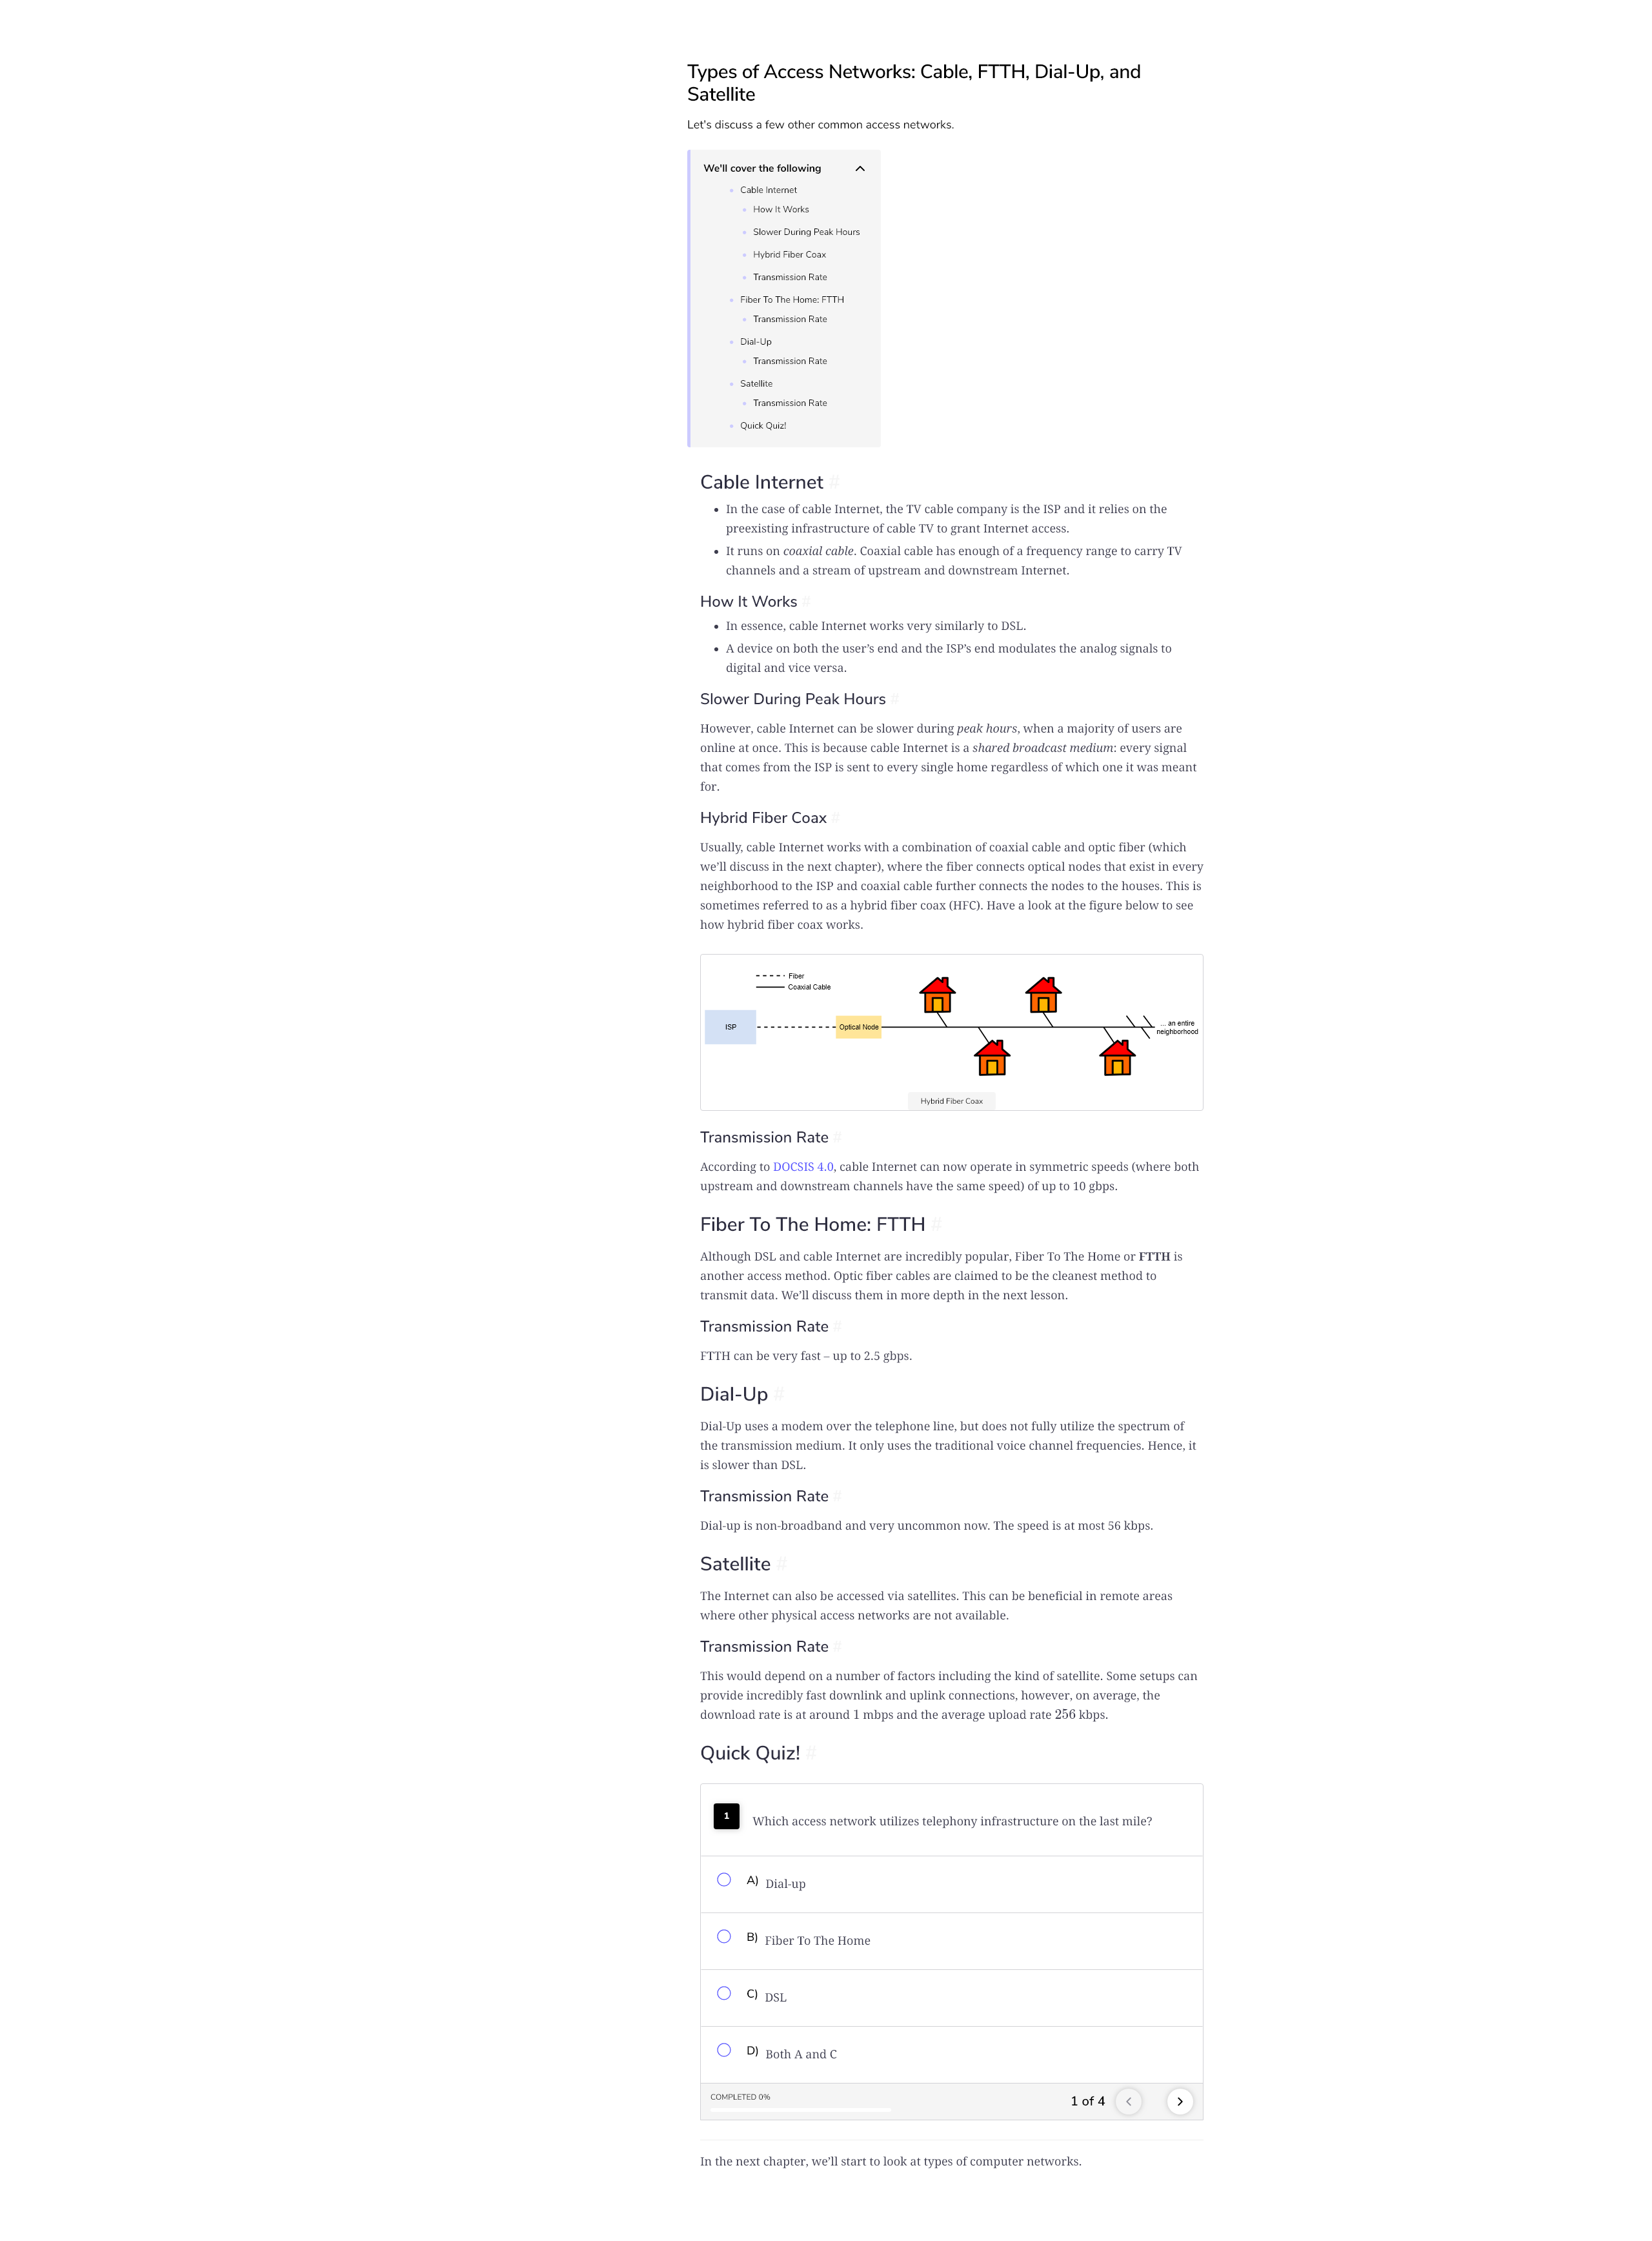 Types of Access Networks: Cable, FTTH, Dial-Up, and
Satellite
Let's discuss a few other common access networks.
We'll cover the following
Cable Internet
How It Works
Slower During Peak Hours
Hybrid Fiber Coax
Transmission Rate
Fiber To The Home: FTTH
Transmission Rate
Dial-Up
Transmission Rate
Satellite
Transmission Rate
Quick Quiz!
Cable Internet #
In the case of cable Internet, the TV cable company is the ISP and it relies on the
preexisting infrastructure of cable TV to grant Internet access.
It runs on coaxial cable. Coaxial cable has enough of a frequency range to carry TV
channels and a stream of upstream and downstream Internet.
How It Works #
In essence, cable Internet works very similarly to DSL.
A device on both the user’s end and the ISP’s end modulates the analog signals to
digital and vice versa.
Slower During Peak Hours #
However, cable Internet can be slower during peak hours, when a majority of users are
online at once. This is because cable Internet is a shared broadcast medium: every signal
that comes from the ISP is sent to every single home regardless of which one it was meant
for.
Hybrid Fiber Coax #
Usually, cable Internet works with a combination of coaxial cable and optic fiber (which
we’ll discuss in the next chapter), where the fiber connects optical nodes that exist in every
neighborhood to the ISP and coaxial cable further connects the nodes to the houses. This is
sometimes referred to as a hybrid fiber coax (HFC). Have a look at the figure below to see
how hybrid fiber coax works.
Fiber
Coaxial Cable
ISP
Optical Node
... an entire
neighborhood
Hybrid Fiber Coax
Transmission Rate #
According to DOCSIS 4.0, cable Internet can now operate in symmetric speeds (where both
upstream and downstream channels have the same speed) of up to 10 gbps.
Fiber To The Home: FTTH #
Although DSL and cable Internet are incredibly popular, Fiber To The Home or FTTH is
another access method. Optic fiber cables are claimed to be the cleanest method to
transmit data. We’ll discuss them in more depth in the next lesson.
Transmission Rate #
FTTH can be very fast – up to 2.5 gbps.
Dial-Up #
Dial-Up uses a modem over the telephone line, but does not fully utilize the spectrum of
the transmission medium. It only uses the traditional voice channel frequencies. Hence, it
is slower than DSL.
Transmission Rate #
Dial-up is non-broadband and very uncommon now. The speed is at most 56 kbps.
Satellite #
The Internet can also be accessed via satellites. This can be beneficial in remote areas
where other physical access networks are not available.
Transmission Rate #
This would depend on a number of factors including the kind of satellite. Some setups can
provide incredibly fast downlink and uplink connections, however, on average, the
download rate is at around 1 mbps and the average upload rate 256 kbps.
Quick Quiz! #
1 Which access network utilizes telephony infrastructure on the last mile?
A) Dial-up
B) Fiber To The Home
C) DSL
D) Both A and C
COMPLETED 0%
1 of 4
In the next chapter, we’ll start to look at types of computer networks.